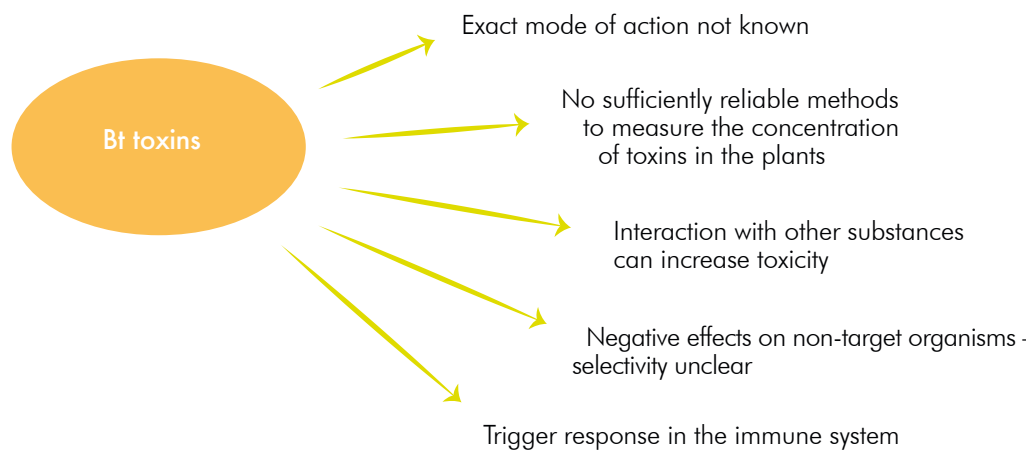 Exact mode of action not known
Bt toxins
No sufficiently reliable methods
to measure the concentration
of toxins in the plants
Interaction with other substances
can increase toxicity
Negative effects on non-target organisms -
selectivity unclear
Trigger response in the immune system